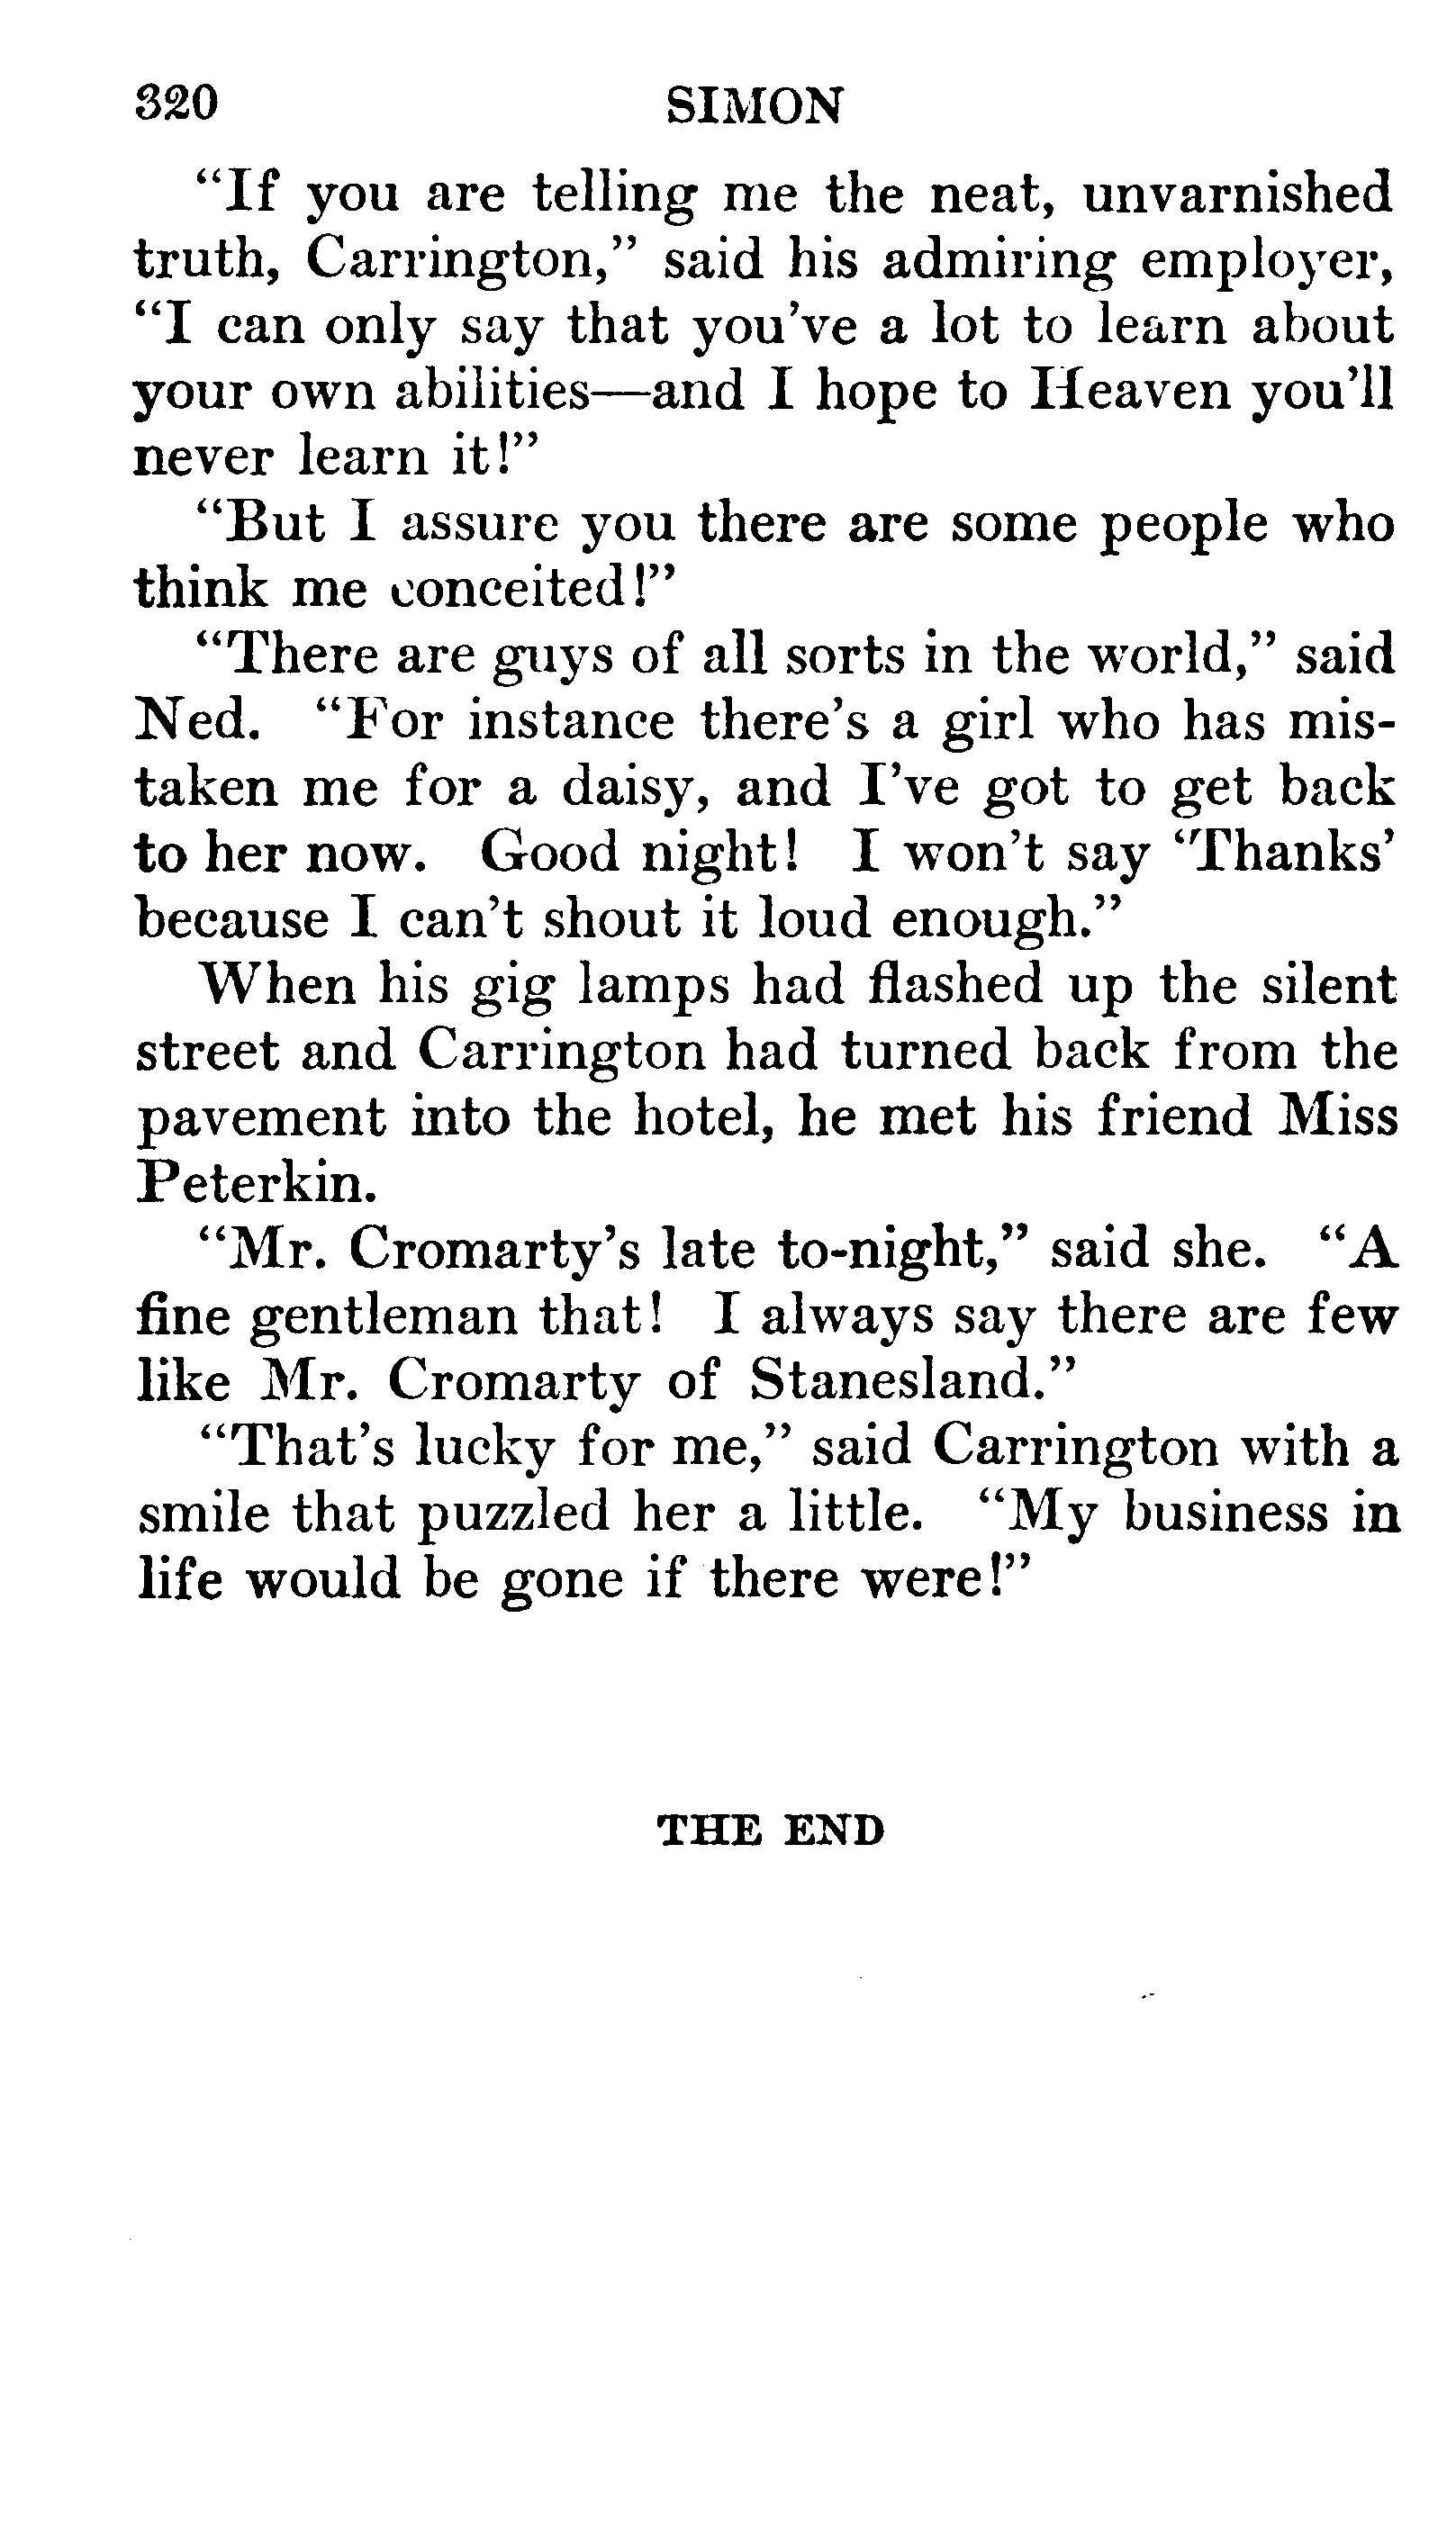 320 SIMON
“If you are telling me the neat, unvarnished
truth, Carrington,” said his admiring employer,
“I can only say that you've a lot to learn about
your own abilities—and I hope to Heaven you'll
never learn it!”
“But I assure you there are some people who
think me conceited!”
“There are guys of all sorts in the world,” said
Ned. “For instance there's a girl who has mis-
taken me for a daisy, and I've got to get back
to her now. Good night! I won't say ‘Thanks’
because I can't shout it loud enough.”
When his gig lamps had flashed up the silent
street and Carrington had turned back from the
pavement into the hotel, he met his friend Miss
Peterkin.
“Mr. Cromarty's late to-night,” said she. “A
fine gentleman that! I always say there are few
like Mr. Cromarty of Stanesland.”
“That's lucky for me,” said Carrington with a
smile that puzzled her a little. “My business in
life would be gone if there were!”
THE END